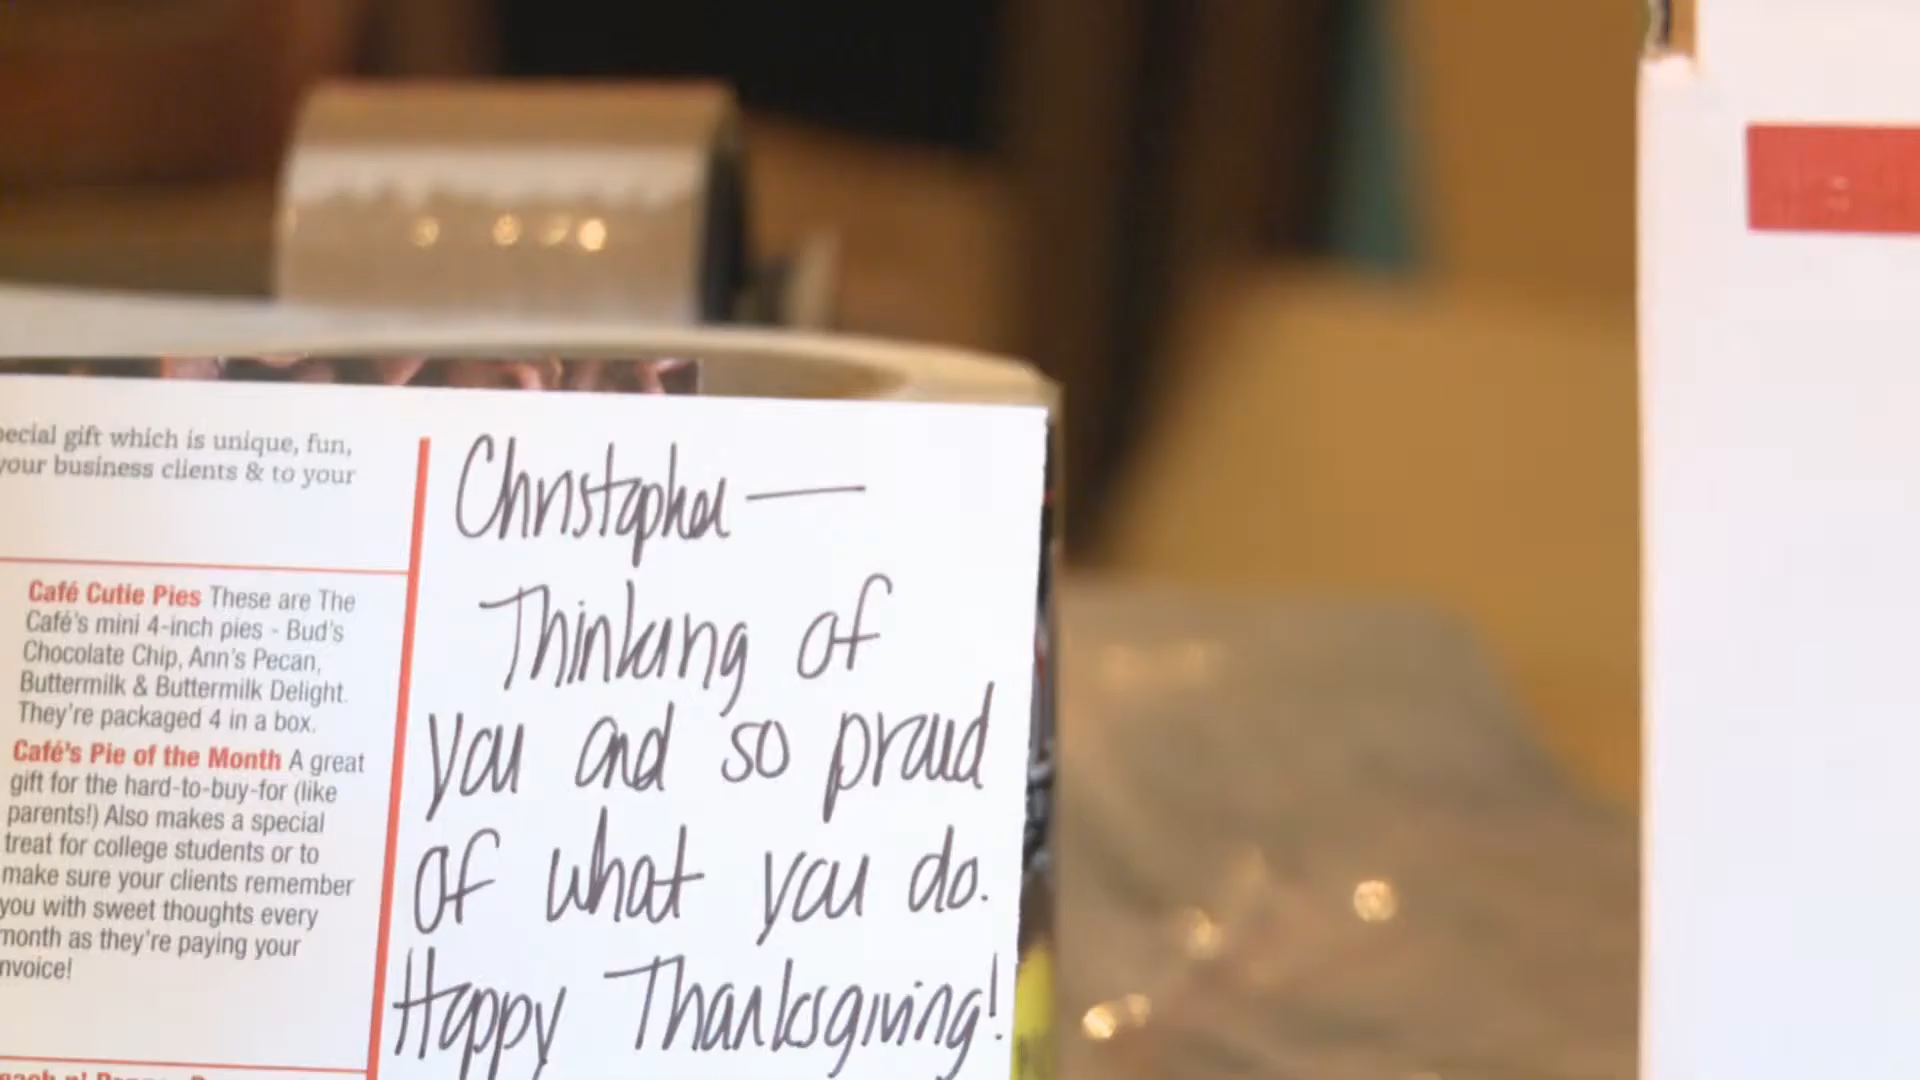 pecial gift which is unique, fun,
your business clients & to your
Café Cutie Pies These are The
Café's mini 4-inch pies - Bud's
Chocolate Chip, Ann's Pecan,
Buttermilk & Buttermilk Delight.
They're packaged 4 in a box.
Café's Pie of the Month A great
gift for the hard-to-buy-for (like
parents!) Also makes a special
treat for college students or to
make sure your clients remember
you with sweet thoughts every
month as they're paying your
nvoice!
Christopher —
Thinking of
you and so proud
of what you do.
Happy Thanksgiving!